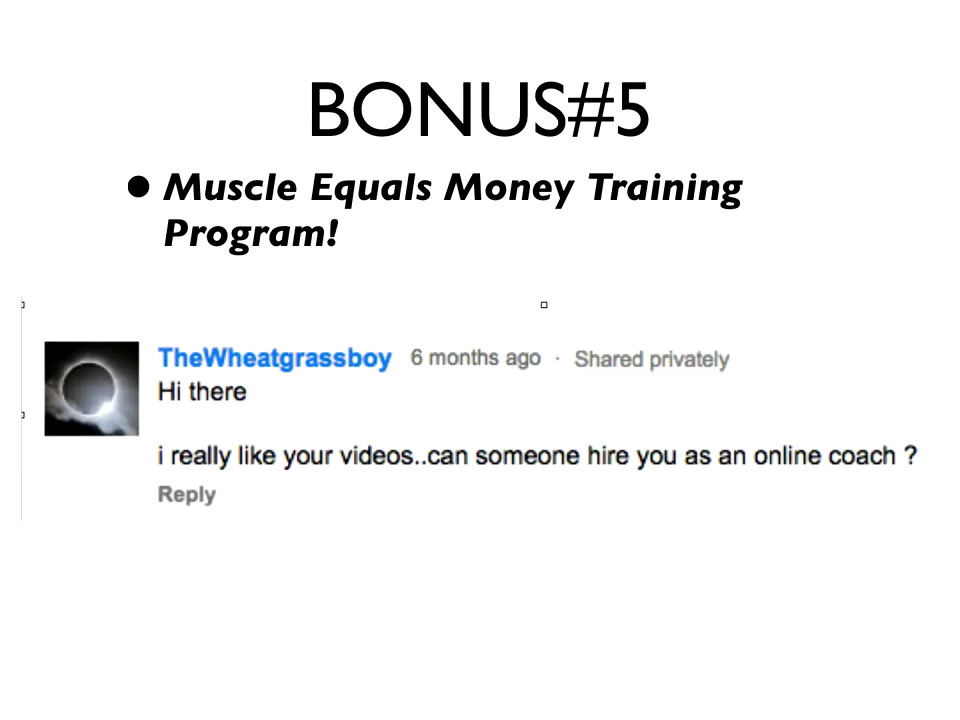 BONUS#5
• Muscle Equals Money Training
Program!
TheWheatgrassboy 6 months ago · Shared privately
Hi there
i really like your videos..can someone hire you as an online coach ?
Reply